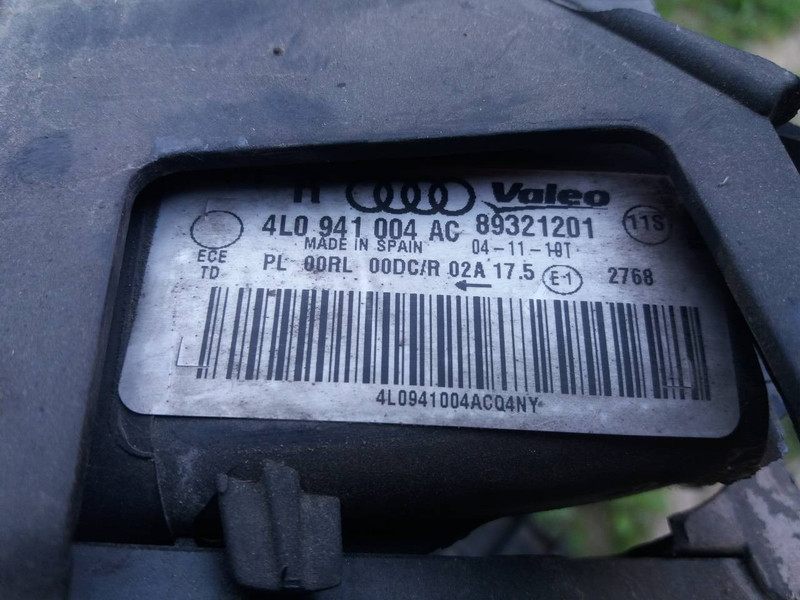 Valeo
4L0 941 004 AC 89321201
11S
MADE IN SPAIN 04-11-10T
ECE
TD
PL 00RL 00DC/R 02A 17.5 E1 2768
4L0941004ACQ4NY